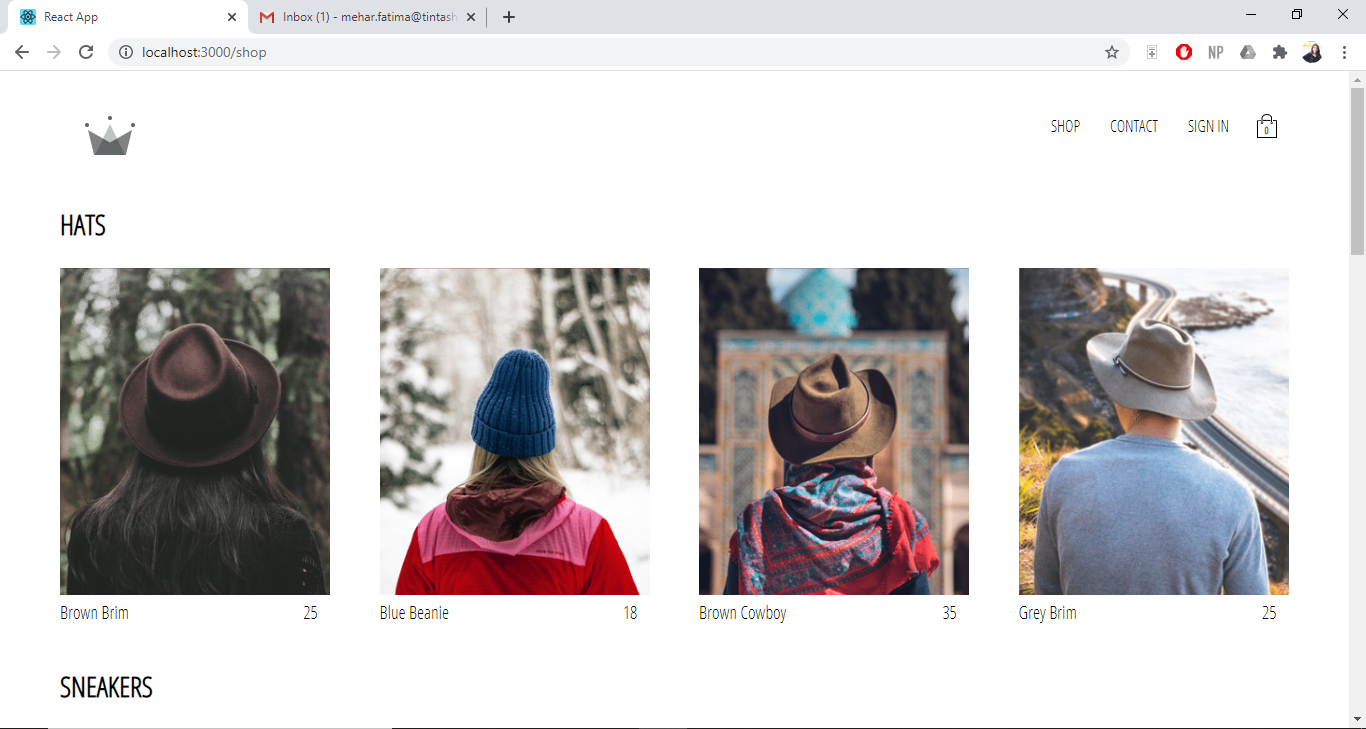 React App
Inbox (1) - mehar.fatima@tintash
localhost:3000/shop
NP
SHOP CONTACT SIGN IN 0
HATS
Brown Brim 25
Blue Beanie 18
Brown Cowboy 35
Grey Brim 25
SNEAKERS